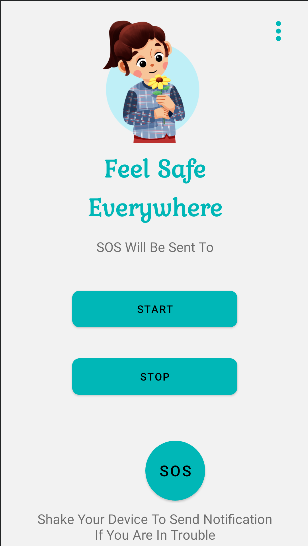 Feel Safe
Everywhere
SOS Will Be Sent To
START
STOP
SOS
Shake Your Device To Send Notification
If You Are In Trouble